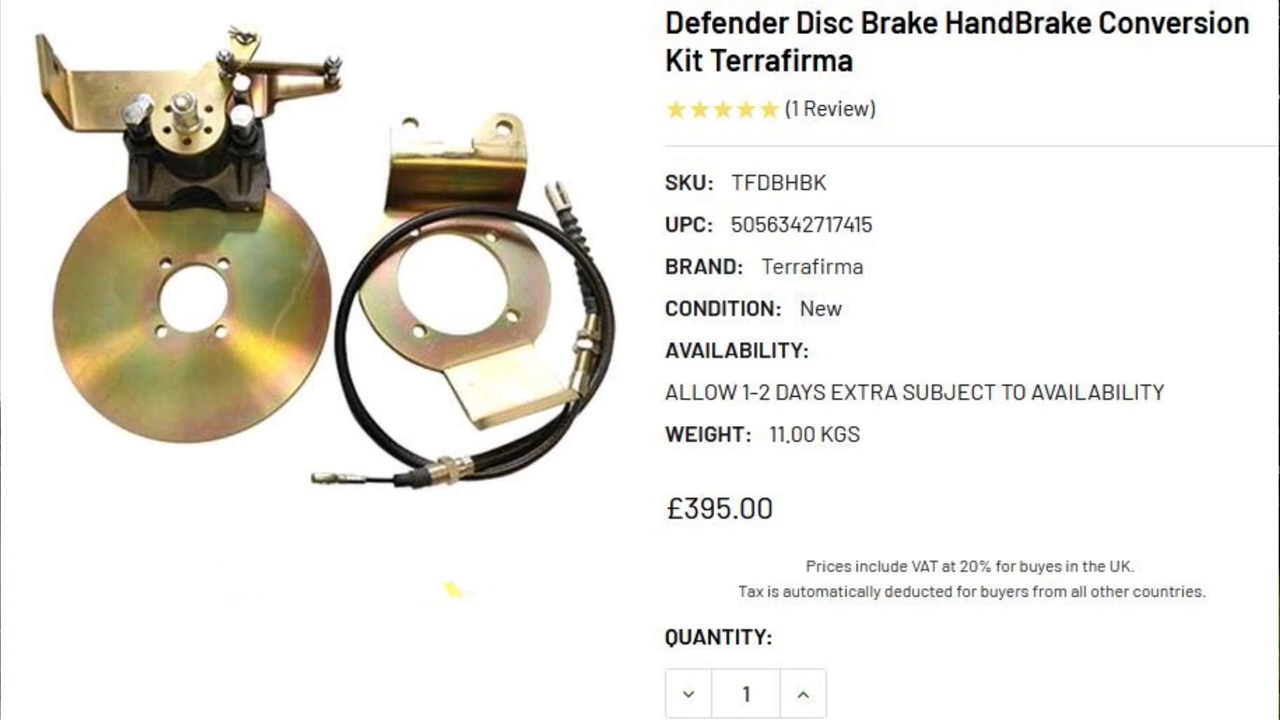 Defender Disc Brake HandBrake Conversion
Kit Terrafirma
(1 Review)
SKU: TFDBHBK
UPC: 5056342717415
BRAND: Terrafirma
CONDITION: New
AVAILABILITY:
ALLOW 1-2 DAYS EXTRA SUBJECT TO AVAILABILITY
WEIGHT: 11.00 KGS
£395.00
Prices include VAT at 20% for buyes in the UK.
Tax is automatically deducted for buyers from all other countries.
QUANTITY:
1